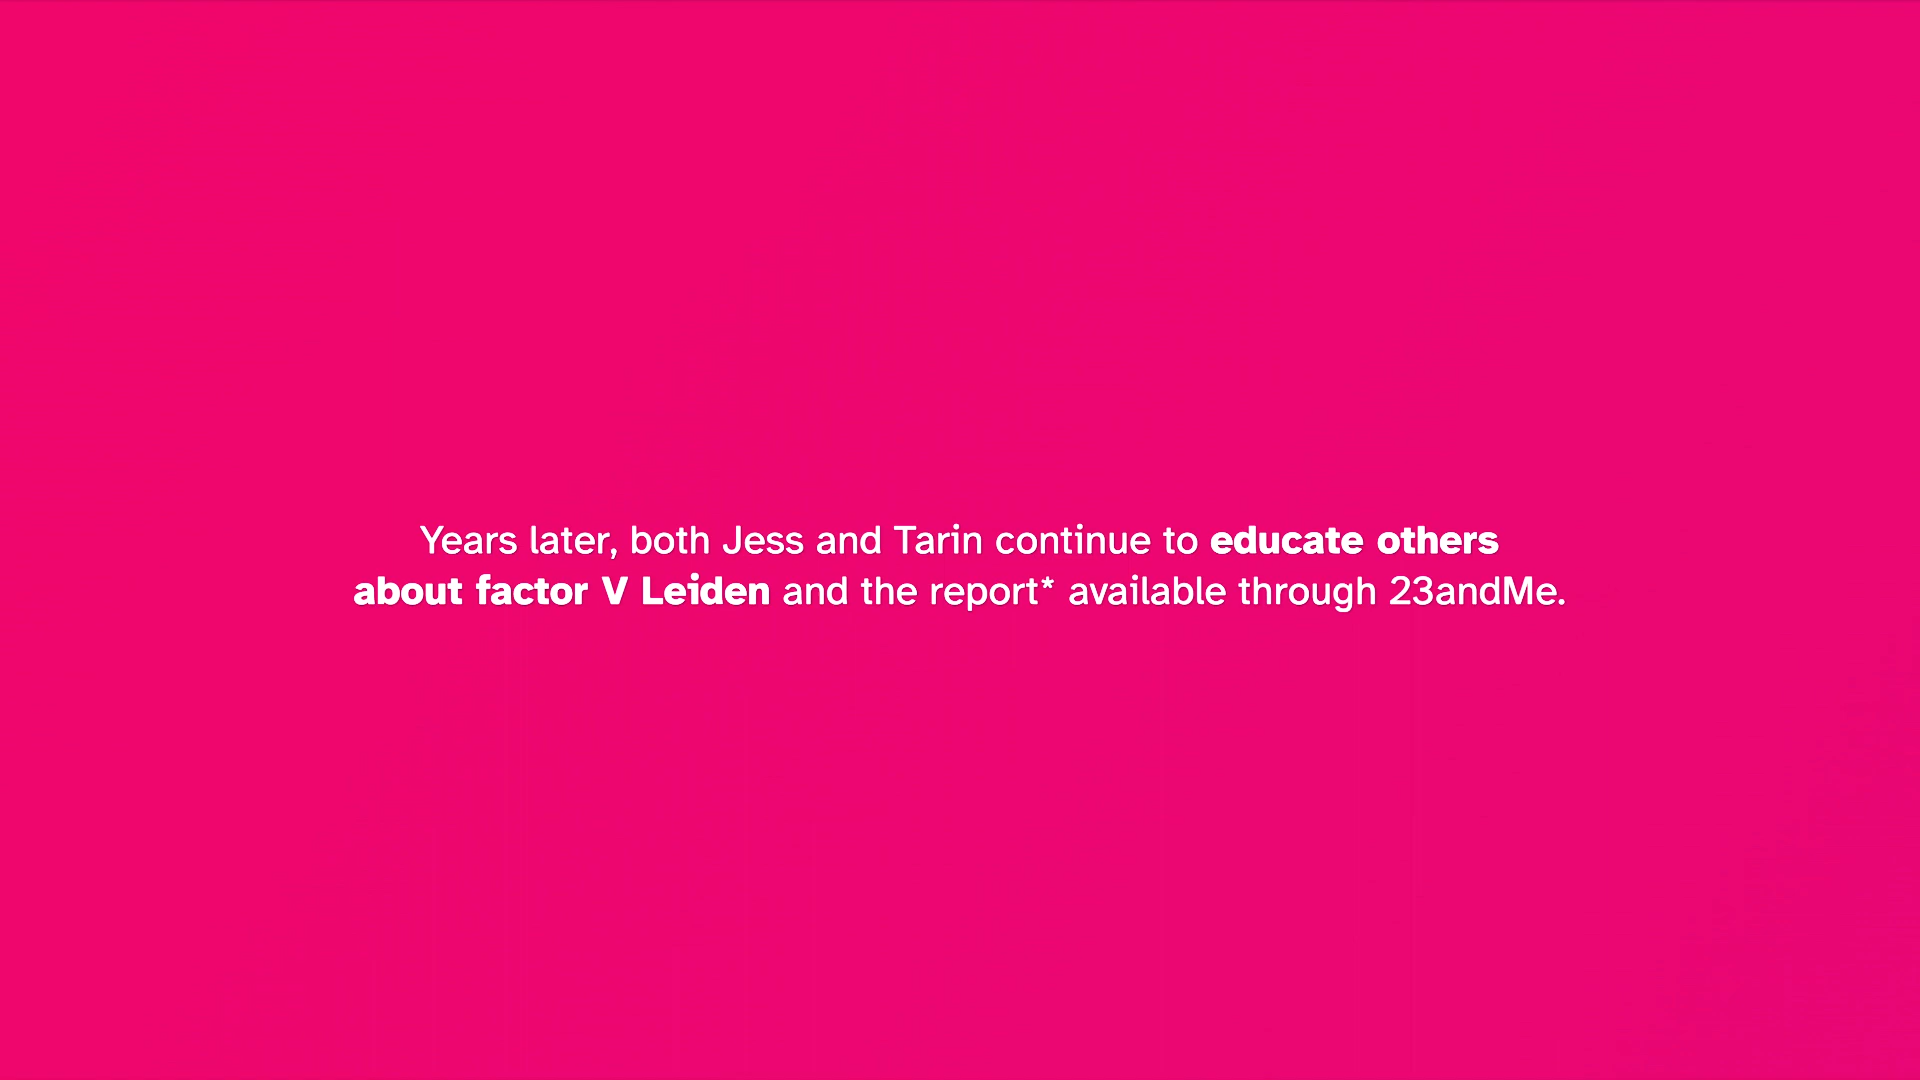 Years later, both Jess and Tarin continue to educate others
about factor V Leiden and the report* available through 23andMe.